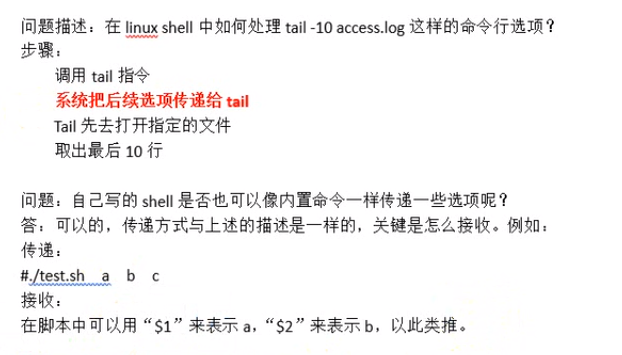 问题描述：在 linux shell 中如何处理 tail -10 access.log 这样的命令行选项？
步骤：
调用 tail 指令
系统把后续选项传递给 tail
Tail 先去打开指定的文件
取出最后 10 行
问题：自己写的 shell 是否也可以像内置命令一样传递一些选项呢？
答：可以的，传递方式与上述的描述是一样的，关键是怎么接收。例如：
传递：
#./test.sh a b c
接收：
在脚本中可以用“$1”来表示 a，“$2”来表示 b，以此类推。